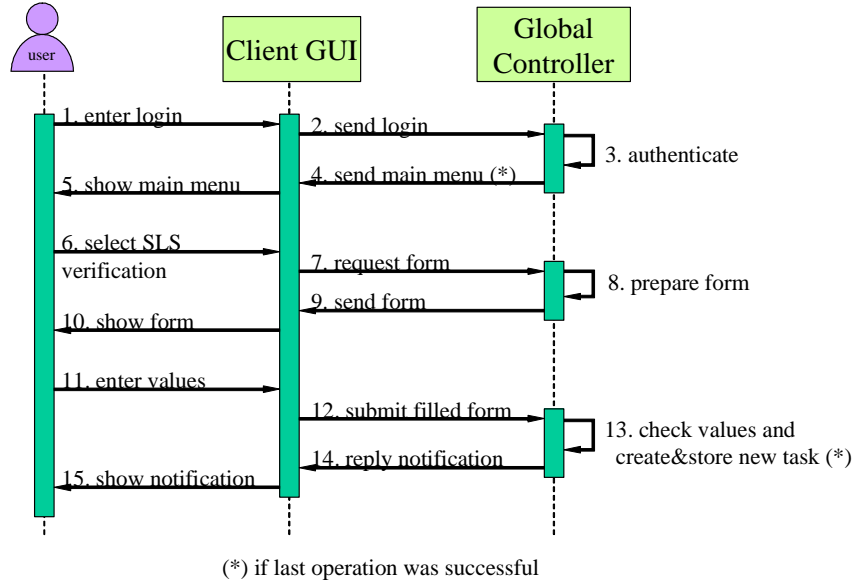 user
Client GUI
Global
Controller
1. enter login
2. send login
3. authenticate
4. send main menu (*)
5. show main menu
6. select SLS
verification
7. request form
8. prepare form
9. send form
10. show form
11. enter values
12. submit filled form
13. check values and
create&store new task (*)
14. reply notification
15. show notification
(*) if last operation was successful